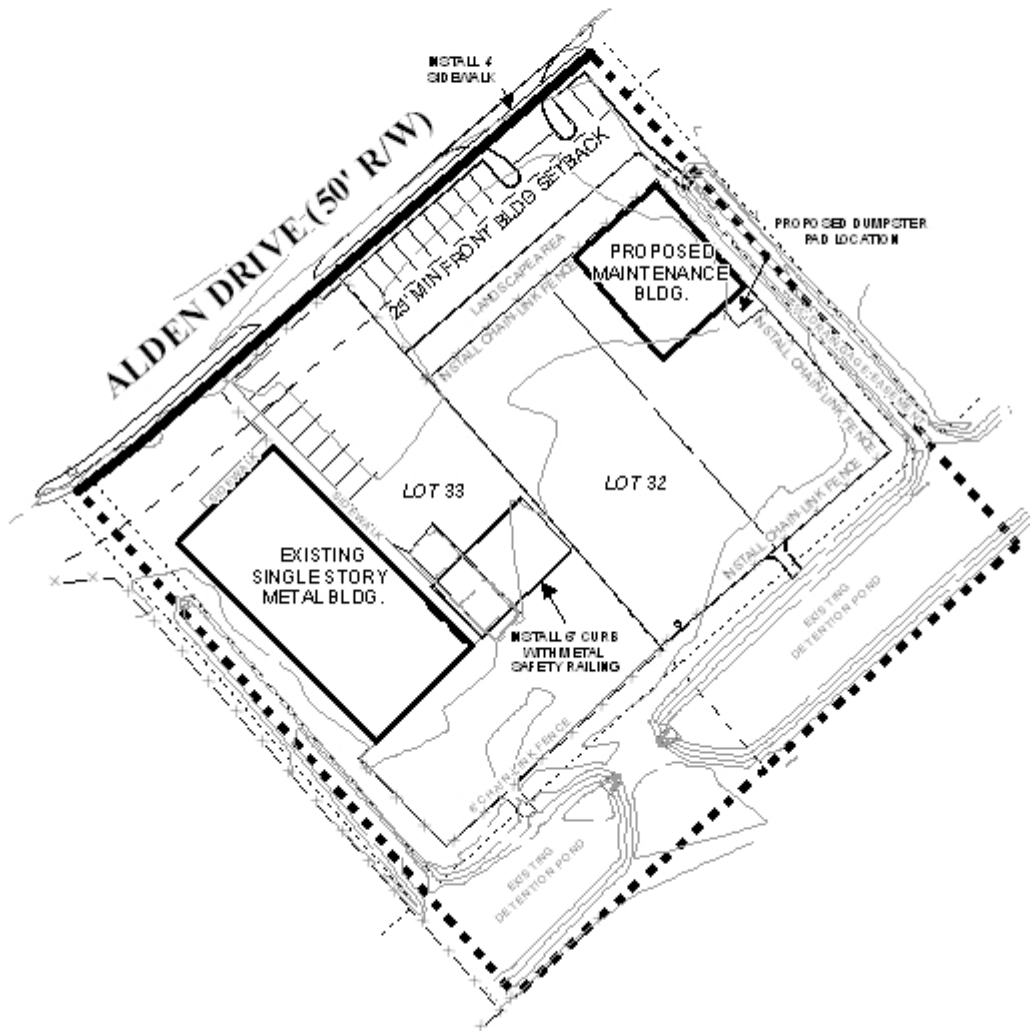 INSTALL 4'
SIDEWALK
ALDEN DRIVE (50' R/W)
25' MIN FRONT BLDG SETBACK
LANDSCAPE AREA
INSTALL CHAIN-LINK FENCE
PROPOSED
MAINTENANCE
BLDG.
PROPOSED DUMPSTER
PAD LOCATION
INSTALL CHAIN-LINK FENCE
DRAINAGE EASEMENT
INSTALL CHAIN-LINK FENCE
LOT 33
LOT 32
SIDEWALK
SIDEWALK
EXISTING
SINGLE STORY
METAL BLDG.
INSTALL 6" CURB
WITH METAL
SAFETY RAILING
EXISTING
DETENTION POND
CHAIN-LINK FENCE
EXISTING
DETENTION POND